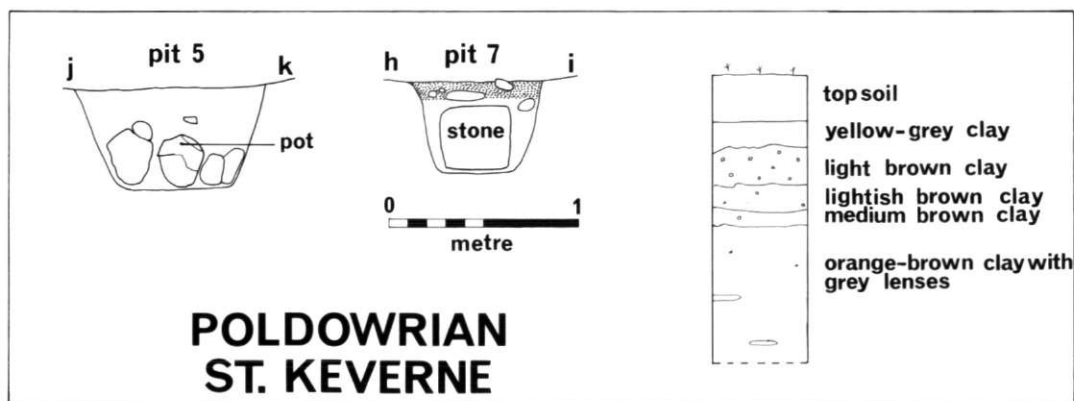 pit 5
j k
pot
pit 7
h i
stone
0 1
metre
top soil
yellow-grey clay
light brown clay
lightish brown clay
medium brown clay
orange-brown clay with
grey lenses
POLDOWRIAN
ST. KEVERNE